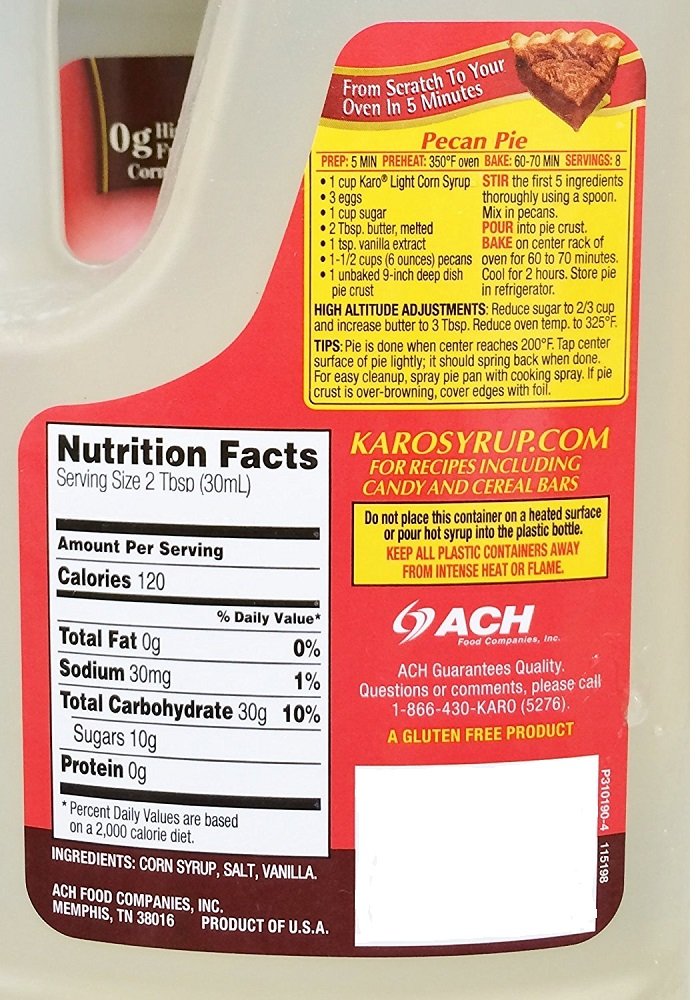 0g Hi
F
Corn
From Scratch To Your
Oven In 5 Minutes
Pecan Pie
PREP: 5 MIN PREHEAT: 350°F oven BAKE: 60-70 MIN SERVINGS: 8
• 1 cup Karo® Light Corn Syrup
• 3 eggs
• 1 cup sugar
• 2 Tbsp. butter, melted
• 1 tsp. vanilla extract
• 1-1/2 cups (6 ounces) pecans
• 1 unbaked 9-inch deep dish
pie crust
STIR the first 5 ingredients
thoroughly using a spoon.
Mix in pecans.
POUR into pie crust.
BAKE on center rack of
oven for 60 to 70 minutes.
Cool for 2 hours. Store pie
in refrigerator.
HIGH ALTITUDE ADJUSTMENTS: Reduce sugar to 2/3 cup
and increase butter to 3 Tbsp. Reduce oven temp. to 325°F.
TIPS: Pie is done when center reaches 200°F. Tap center
surface of pie lightly; it should spring back when done.
For easy cleanup, spray pie pan with cooking spray. If pie
crust is over-browning, cover edges with foil.
Nutrition Facts
Serving Size 2 Tbsp (30mL)
Amount Per Serving
Calories 120
% Daily Value*
Total Fat 0g 0%
Sodium 30mg 1%
Total Carbohydrate 30g 10%
Sugars 10g
Protein 0g
* Percent Daily Values are based
on a 2,000 calorie diet.
INGREDIENTS: CORN SYRUP, SALT, VANILLA.
ACH FOOD COMPANIES, INC.
MEMPHIS, TN 38016 PRODUCT OF U.S.A.
KAROSYRUP.COM
FOR RECIPES INCLUDING
CANDY AND CEREAL BARS
Do not place this container on a heated surface
or pour hot syrup into the plastic bottle.
KEEP ALL PLASTIC CONTAINERS AWAY
FROM INTENSE HEAT OR FLAME.
ACH
Food Companies, Inc.
ACH Guarantees Quality.
Questions or comments, please call
1-866-430-KARO (5276).
A GLUTEN FREE PRODUCT
P310190-4 115198